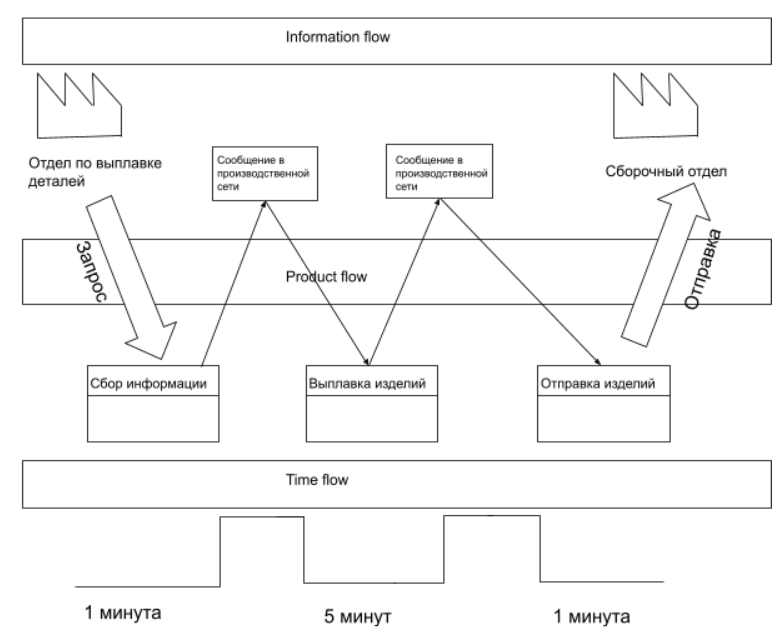 Information flow
Отдел по выплавке
деталей
Сообщение в
производственной
сети
Сообщение в
производственной
сети
Сборочный отдел
Запрос
Product flow
Отправка
Сбор информации
Выплавка изделий
Отправка изделий
Time flow
1 минута
5 минут
1 минута